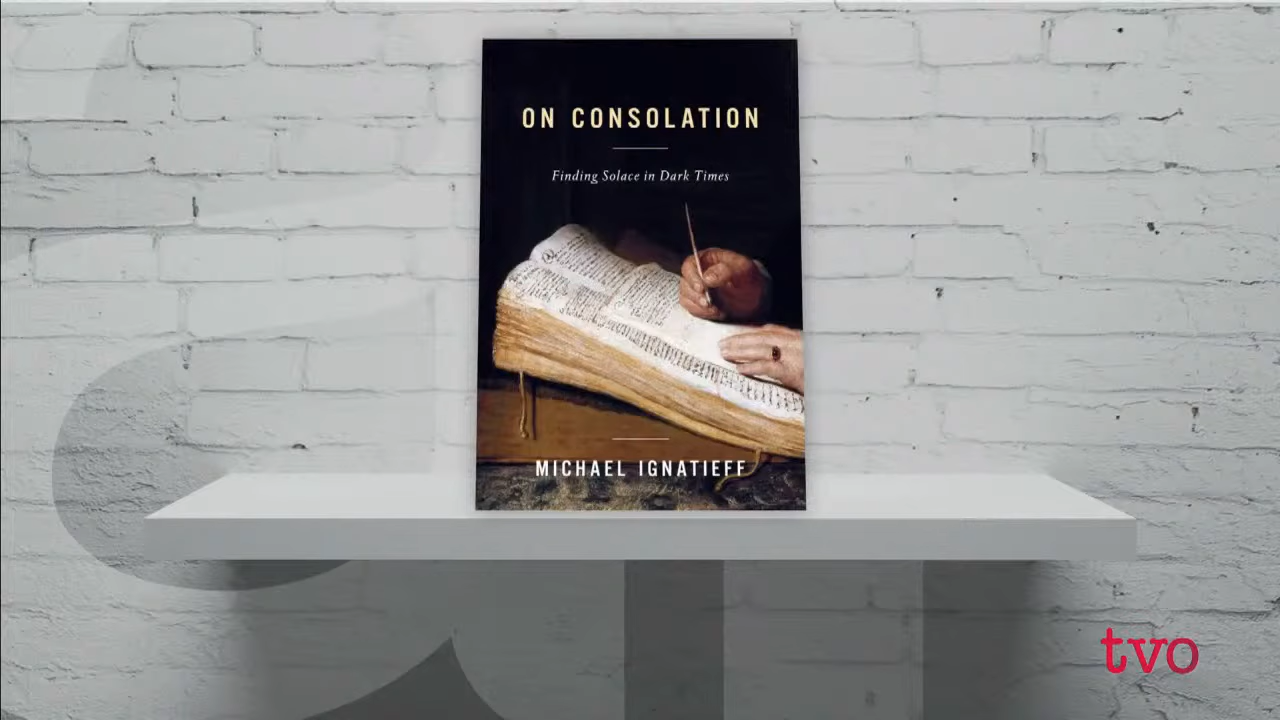 ON CONSOLATION
Finding Solace in Dark Times
MICHAEL IGNATIEFF
tvo